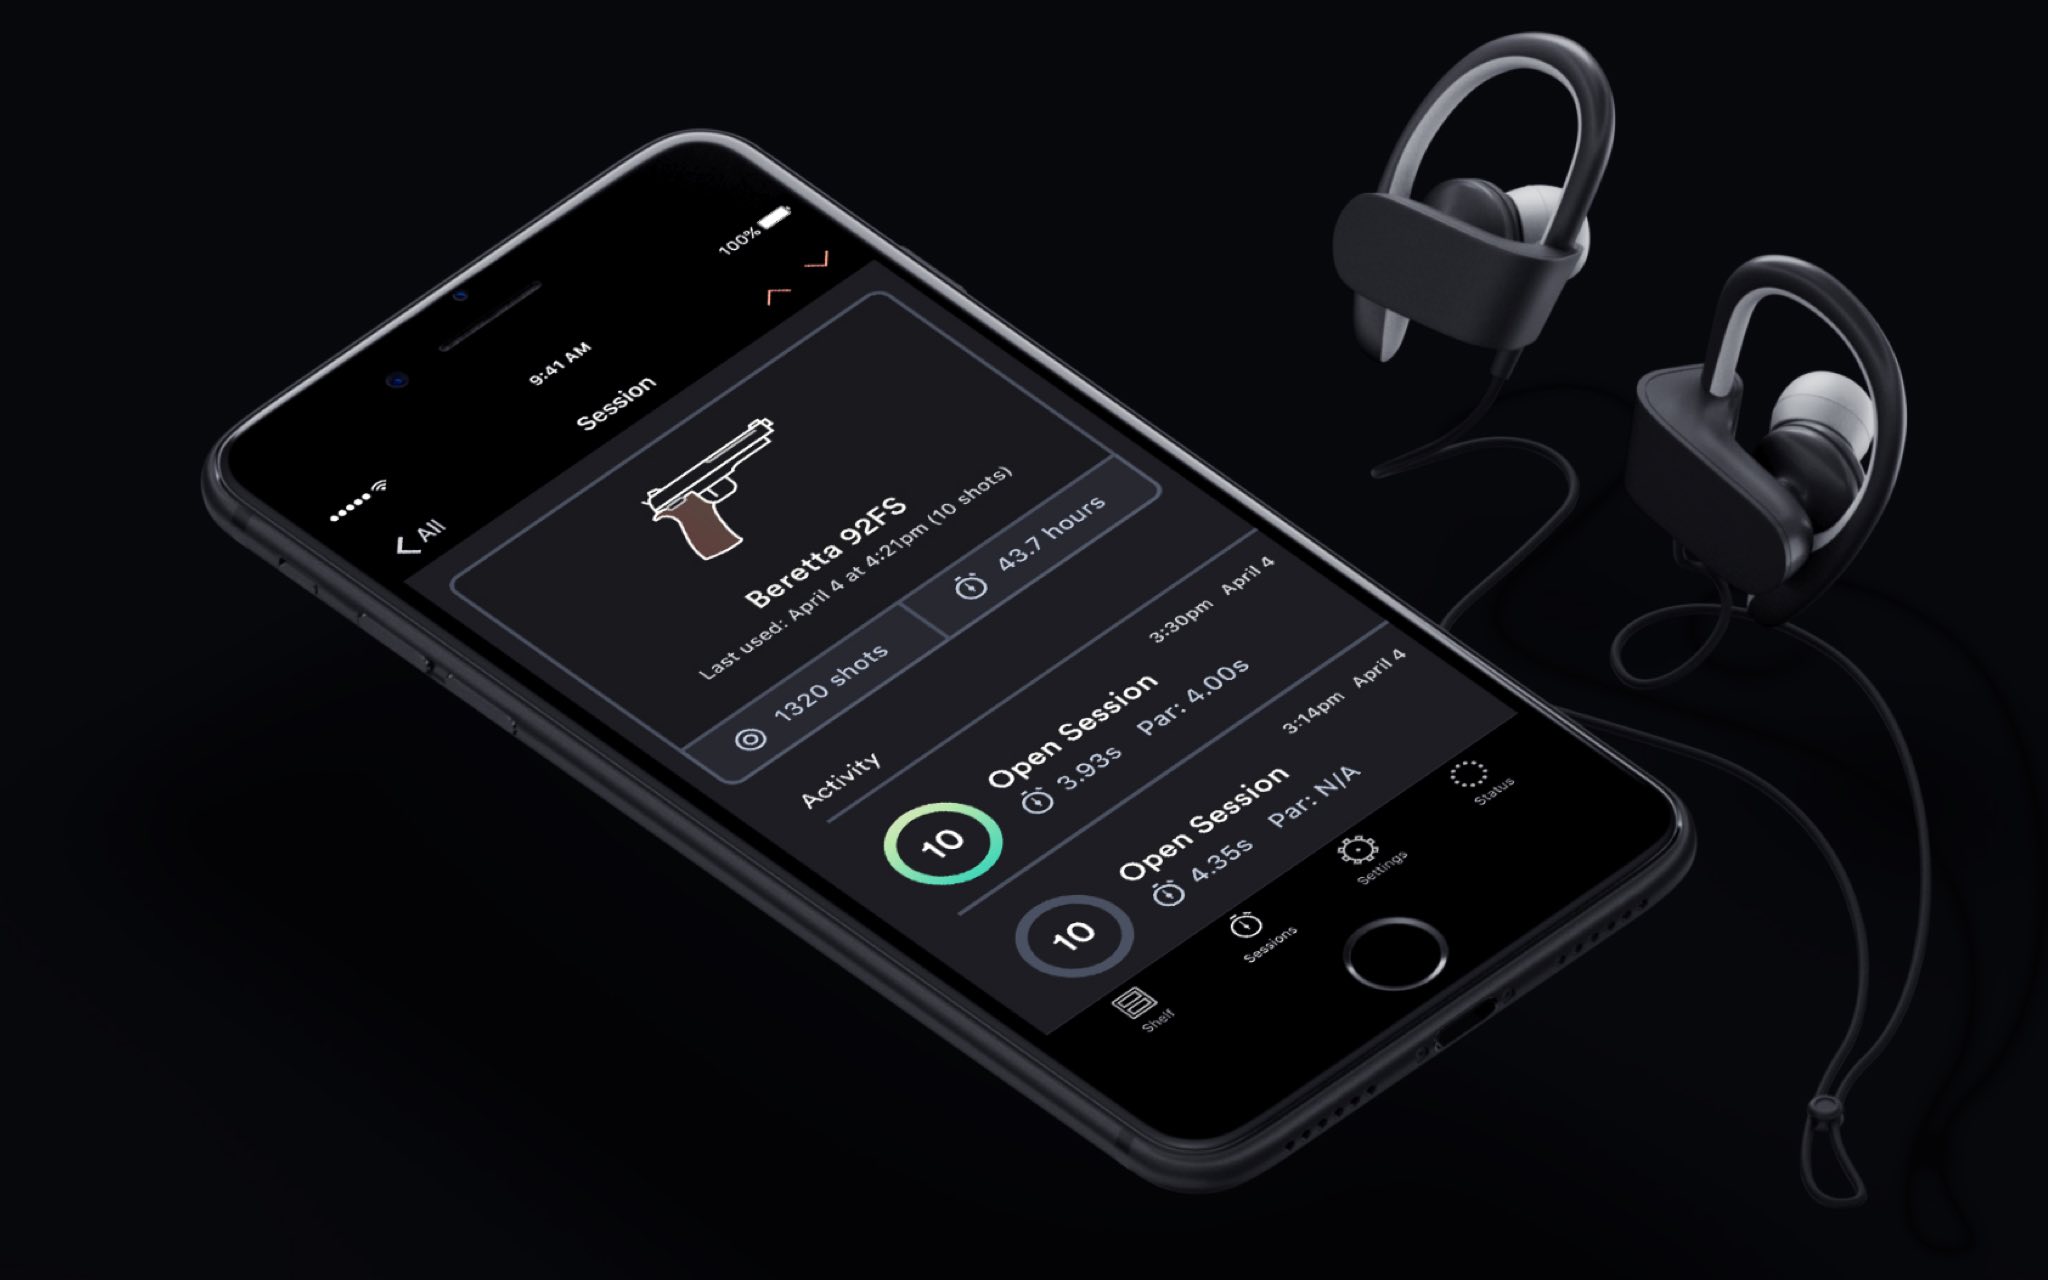 100%
9:41 AM
All
Session
Beretta 92FS
Last used: April 4 at 4:21pm (10 shots)
1320 shots
43.7 hours
Activity
10
Open Session
3:30pm April 4
3.93s Par: 4.00s
10
Open Session
3:14pm April 4
4.35s Par: N/A
Shelf
Sessions
Settings
Status